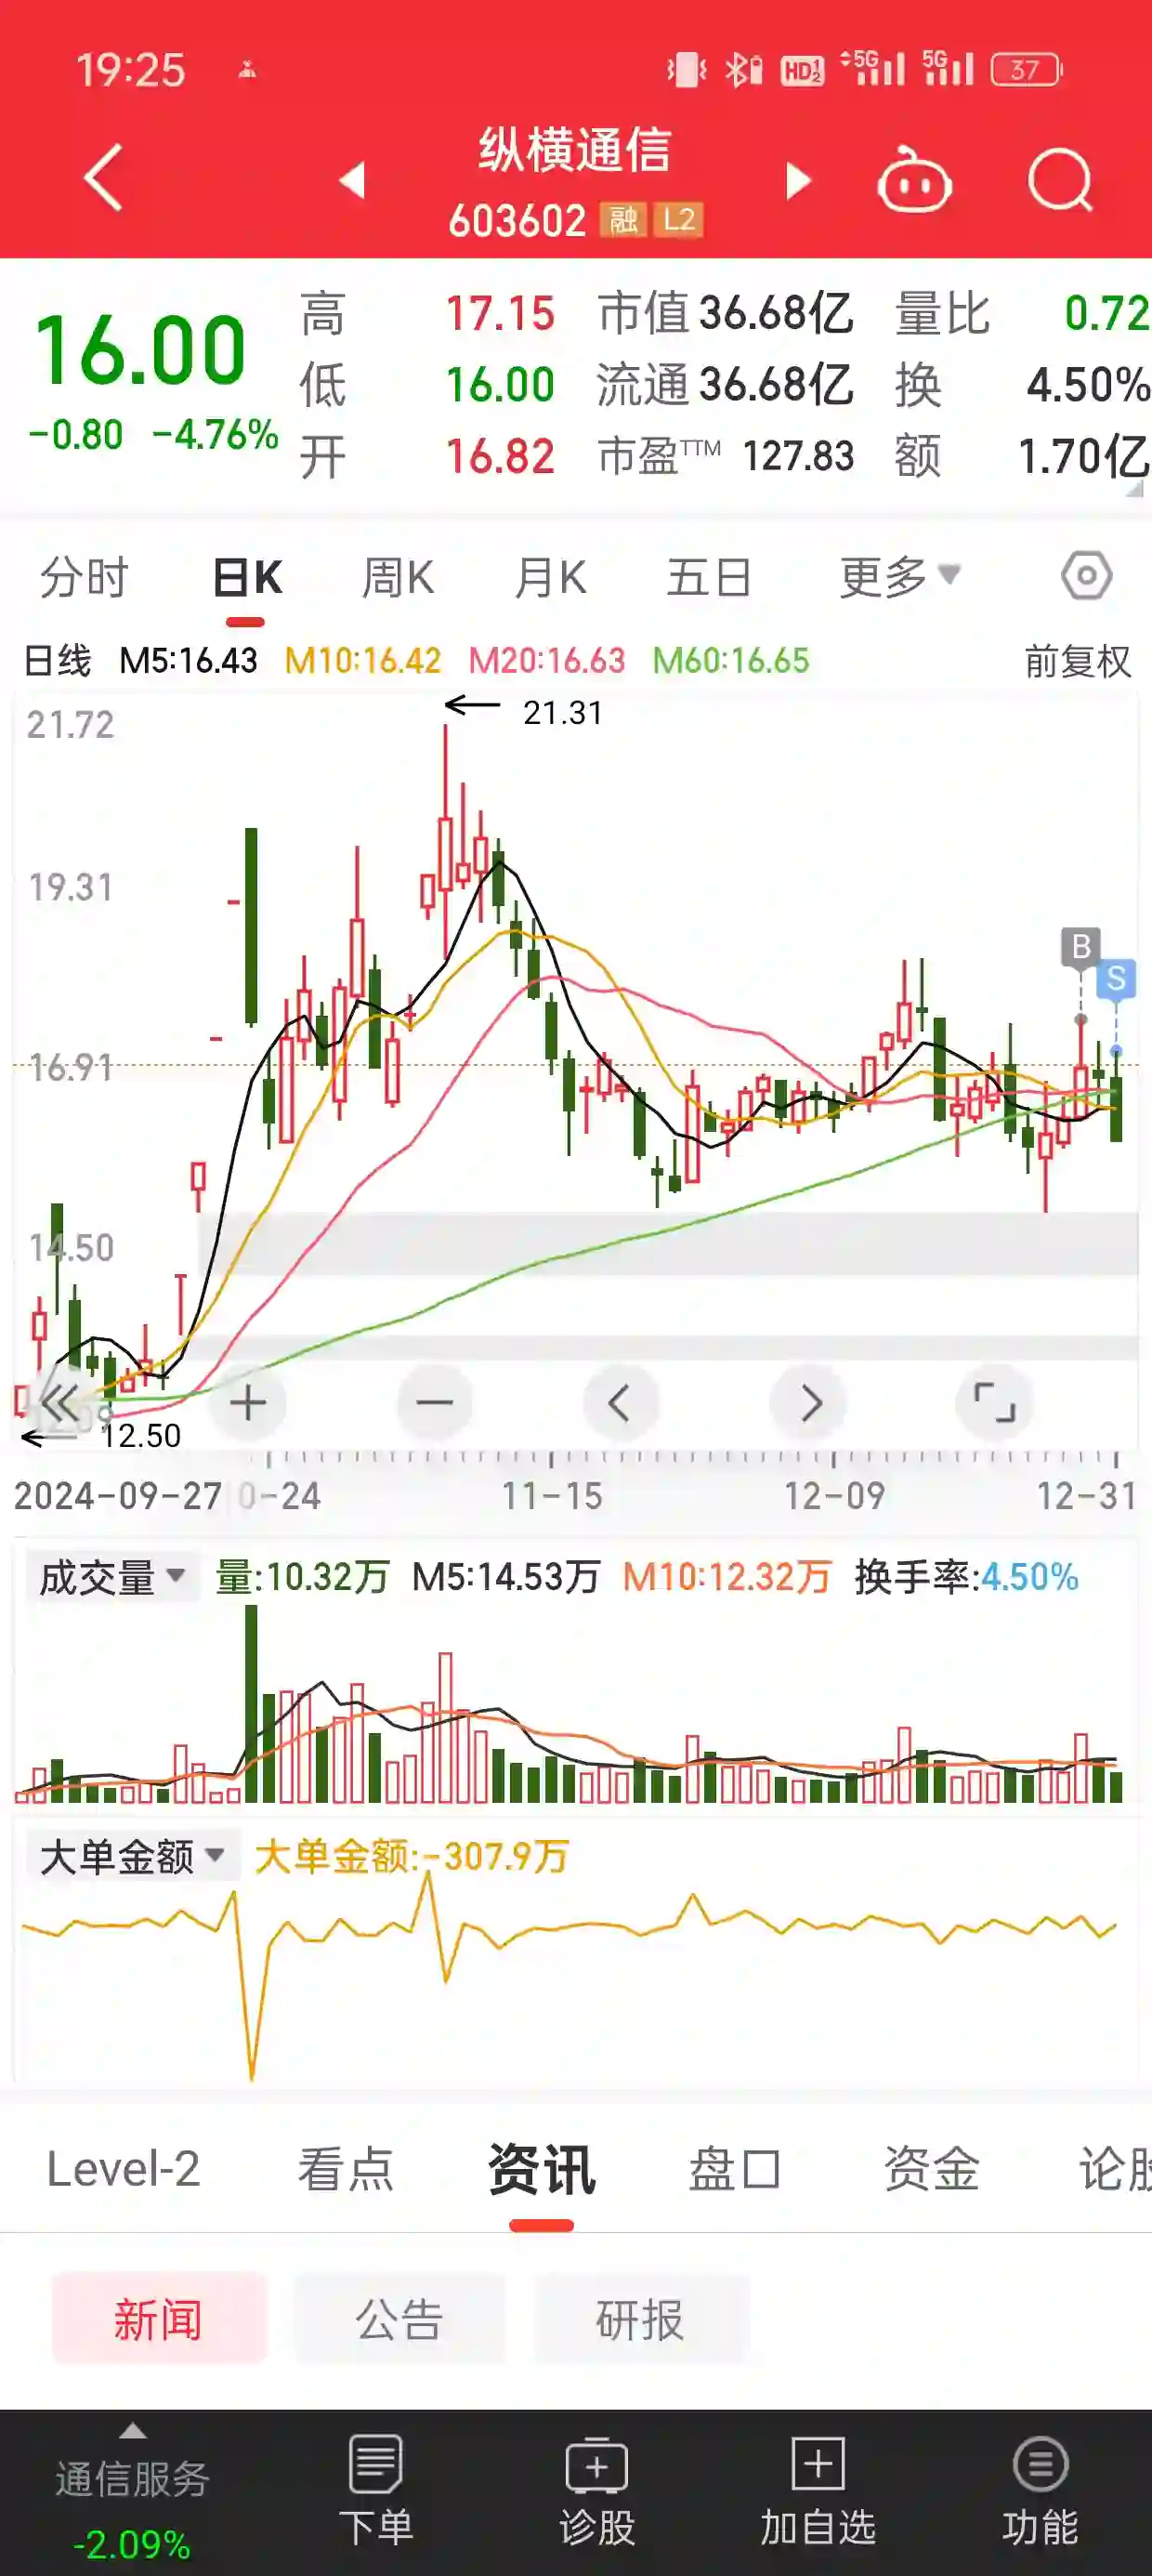 19:25 HD 1 2 5G 5G 37
纵横通信
603602 融 L2
16.00
-0.80 -4.76%
高 17.15 市值 36.68亿 量比 0.72
低 16.00 流通 36.68亿 换 4.50%
开 16.82 市盈TTM 127.83 额 1.70亿
分时 日K 周K 月K 五日 更多
日线 M5:16.43 M10:16.42 M20:16.63 M60:16.65 前复权
21.72
21.31
19.31
B
S
16.91
14.50
12.09
12.50
2024-09-27 0-24 11-15 12-09 12-31
成交量 量:10.32万 M5:14.53万 M10:12.32万 换手率:4.50%
大单金额 大单金额:-307.9万
Level-2 看点 资讯 盘口 资金 论股
新闻 公告 研报
通信服务 下单 诊股 加自选 功能
-2.09%